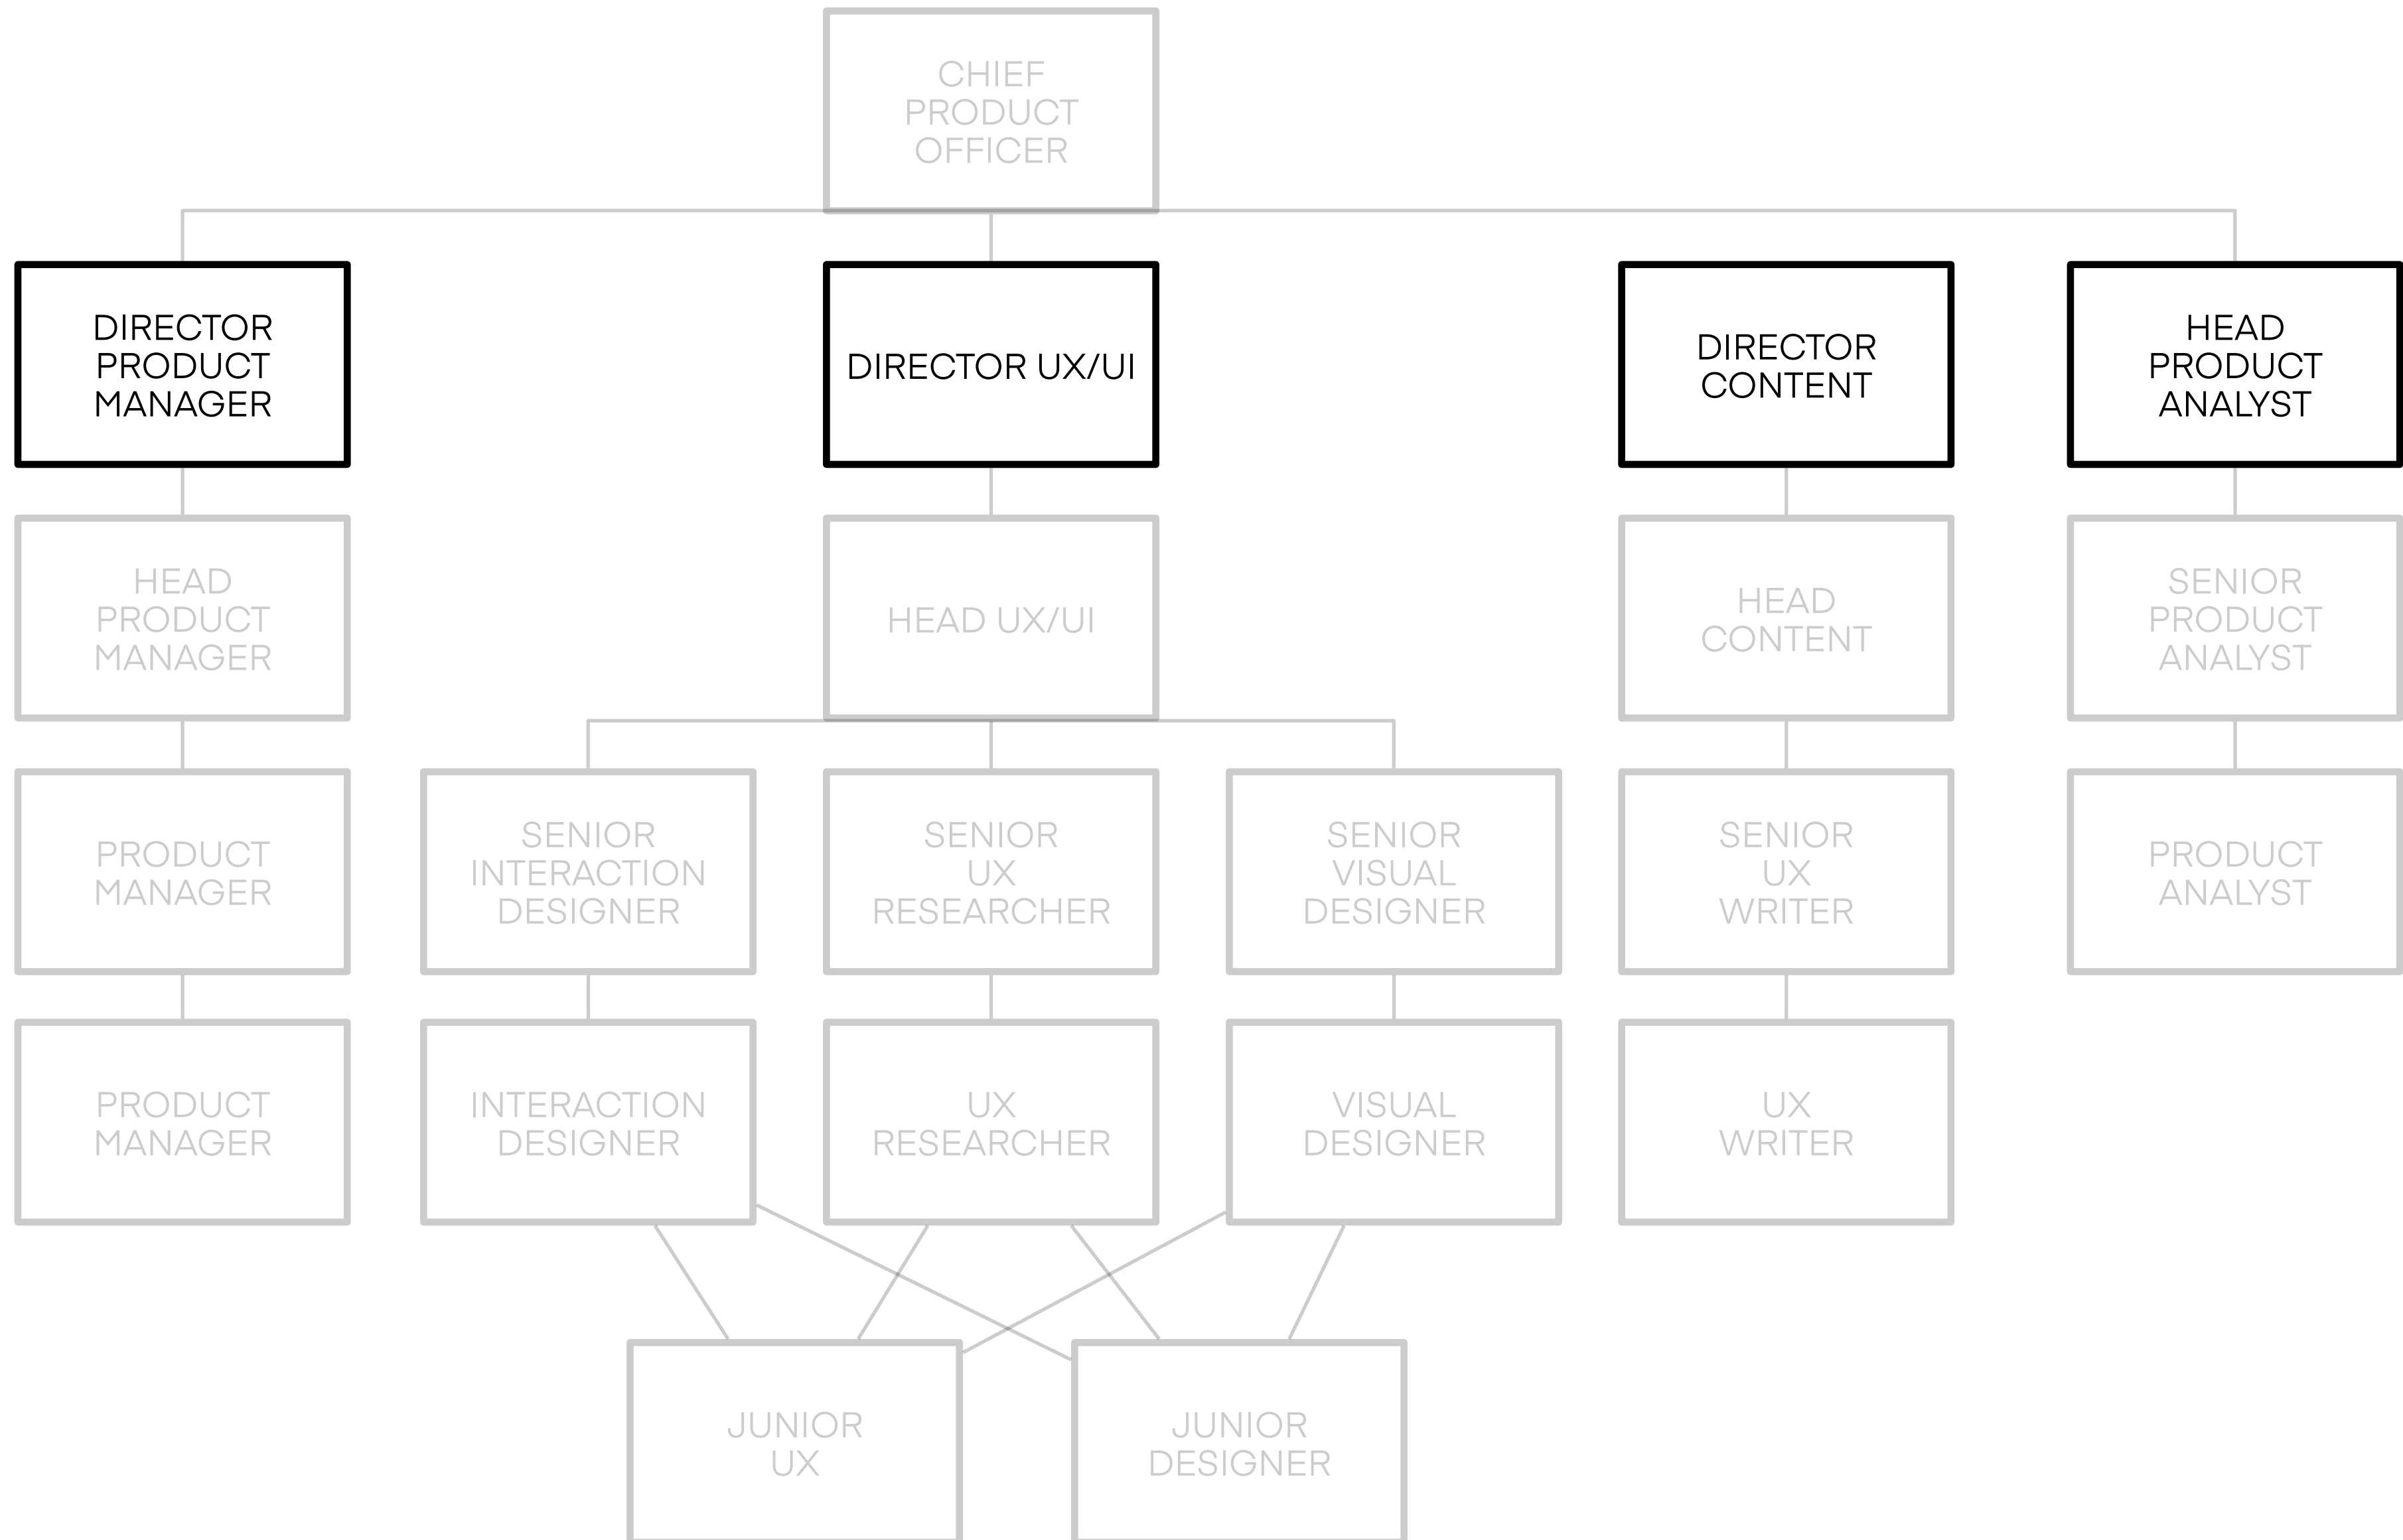 CHIEF
PRODUCT
OFFICER
DIRECTOR
PRODUCT
MANAGER
DIRECTOR UX/UI
DIRECTOR
CONTENT
HEAD
PRODUCT
ANALYST
HEAD
PRODUCT
MANAGER
HEAD UX/UI
HEAD
CONTENT
SENIOR
PRODUCT
ANALYST
PRODUCT
MANAGER
SENIOR
INTERACTION
DESIGNER
SENIOR
UX
RESEARCHER
SENIOR
VISUAL
DESIGNER
SENIOR
UX
WRITER
PRODUCT
ANALYST
PRODUCT
MANAGER
INTERACTION
DESIGNER
UX
RESEARCHER
VISUAL
DESIGNER
UX
WRITER
JUNIOR
UX
JUNIOR
DESIGNER